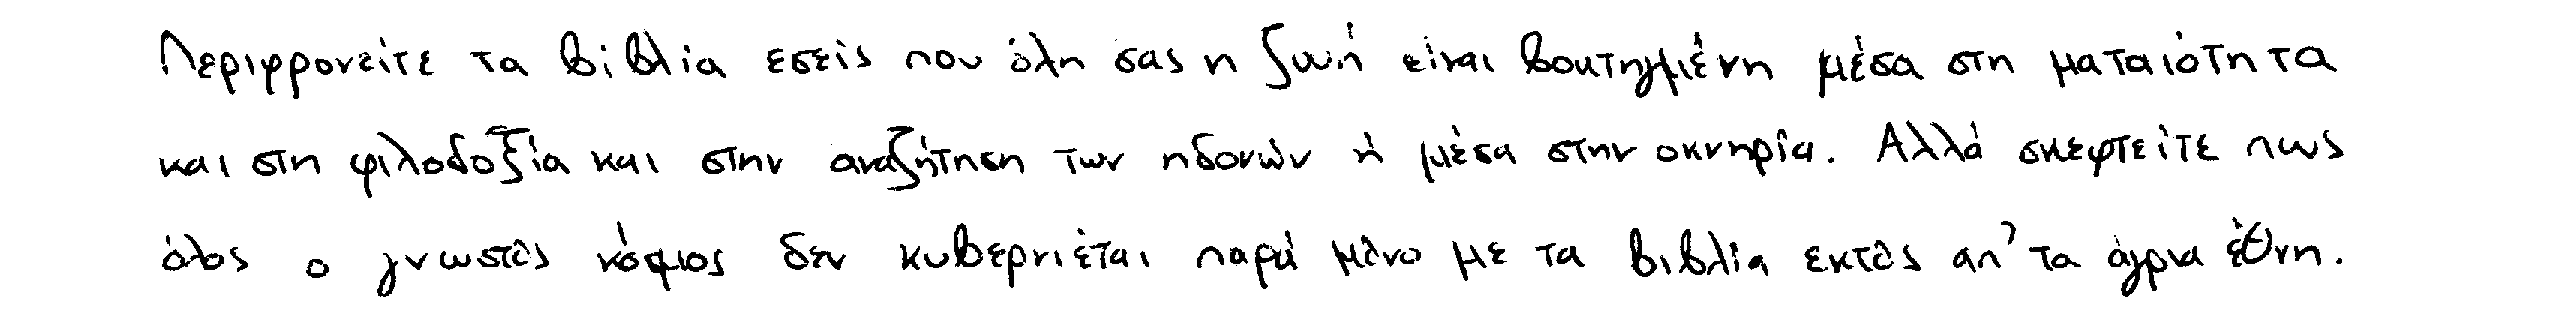 Περιφρονείτε τα βιβλία εσείς που όλη σας η ζωή είναι βουτηγμένη μέσα στη ματαιότητα
και στη φιλοδοξία και στην αναζήτηση των ηδονών ή μέσα στην οκνηρία. Αλλά σκεφτείτε πως
όλος ο γνωστός κόσμος δεν κυβερνιέται παρά μόνο με τα βιβλία εκτός απ' τα άγρια έθνη.